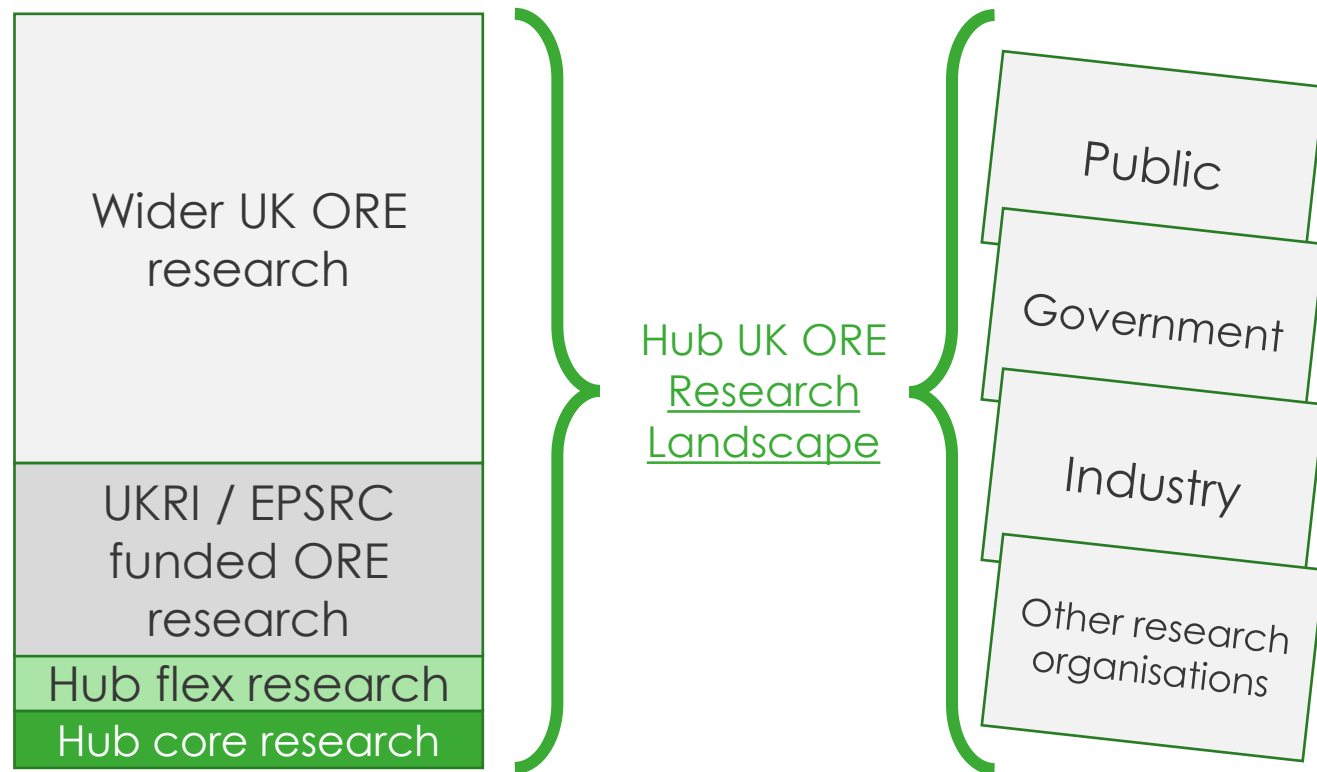 Wider UK ORE
research
UKRI / EPSRC
funded ORE
research
Hub flex research
Hub core research
Hub UK ORE
Research
Landscape
Public
Government
Industry
Other research
organisations